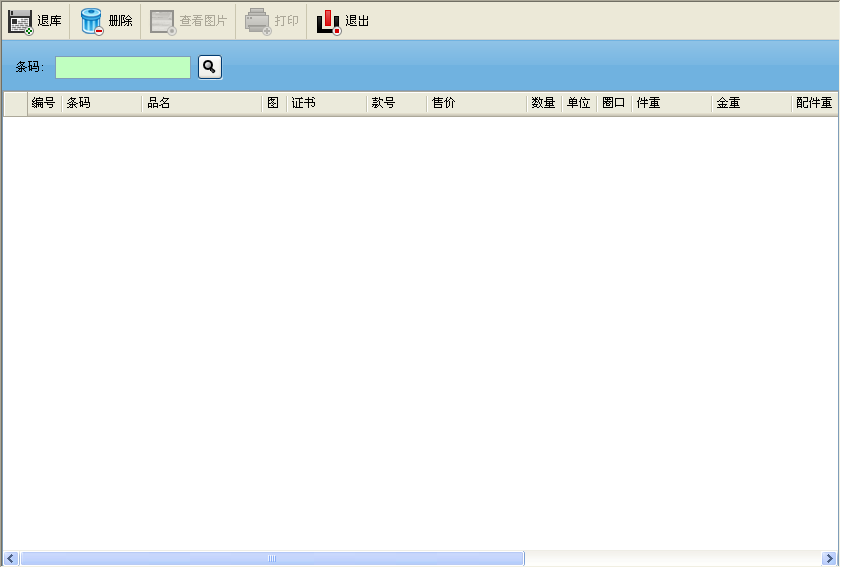 退库 删除 查看图片 打印 退出
条码:
编号 条码 品名 图 证书 款号 售价 数量 单位 圈口 件重 金重 配件重